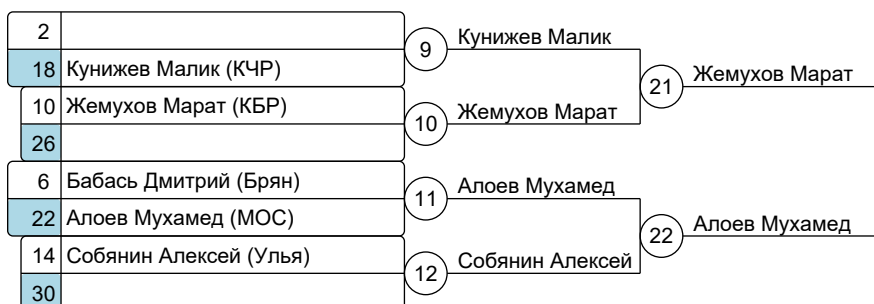 2
18 Кунижев Малик (КЧР)
9 Кунижев Малик
10 Жемухов Марат (КБР)
26
10 Жемухов Марат
21 Жемухов Марат
6 Бабась Дмитрий (Брян)
22 Алоев Мухамед (МОС)
11 Алоев Мухамед
14 Собянин Алексей (Улья)
30
12 Собянин Алексей
22 Алоев Мухамед